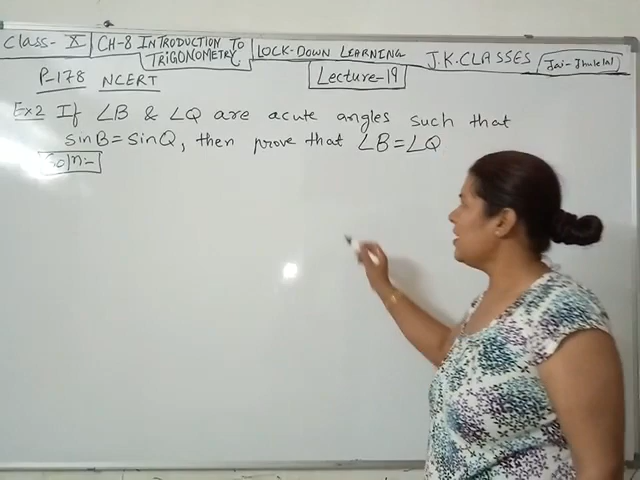 Class-X CH-8 INTRODUCTION TO TRIGONOMETRY LOCK-DOWN LEARNING J.K.CLASSES Jai-Jhulelal
P-178 NCERT Lecture-19
Ex2 If ∠B & ∠Q are acute angles such that
sinB=sinQ, then prove that ∠B=∠Q
Soln:-